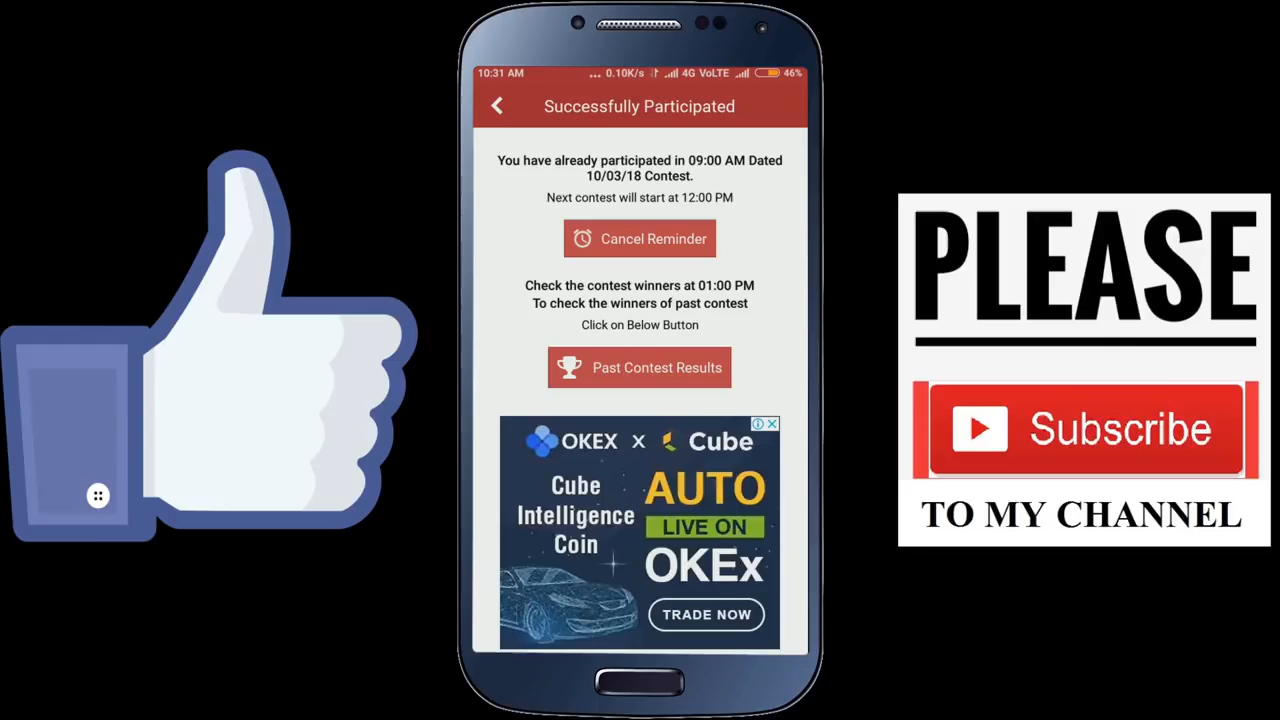 10:31 AM ... 0.10K/s 4G VoLTE 46%
Successfully Participated
You have already participated in 09:00 AM Dated
10/03/18 Contest.
Next contest will start at 12:00 PM
Cancel Reminder
Check the contest winners at 01:00 PM
To check the winners of past contest
Click on Below Button
Past Contest Results
OKEX x Cube
Cube
Intelligence
Coin
AUTO
LIVE ON
OKEx
TRADE NOW
PLEASE
Subscribe
TO MY CHANNEL